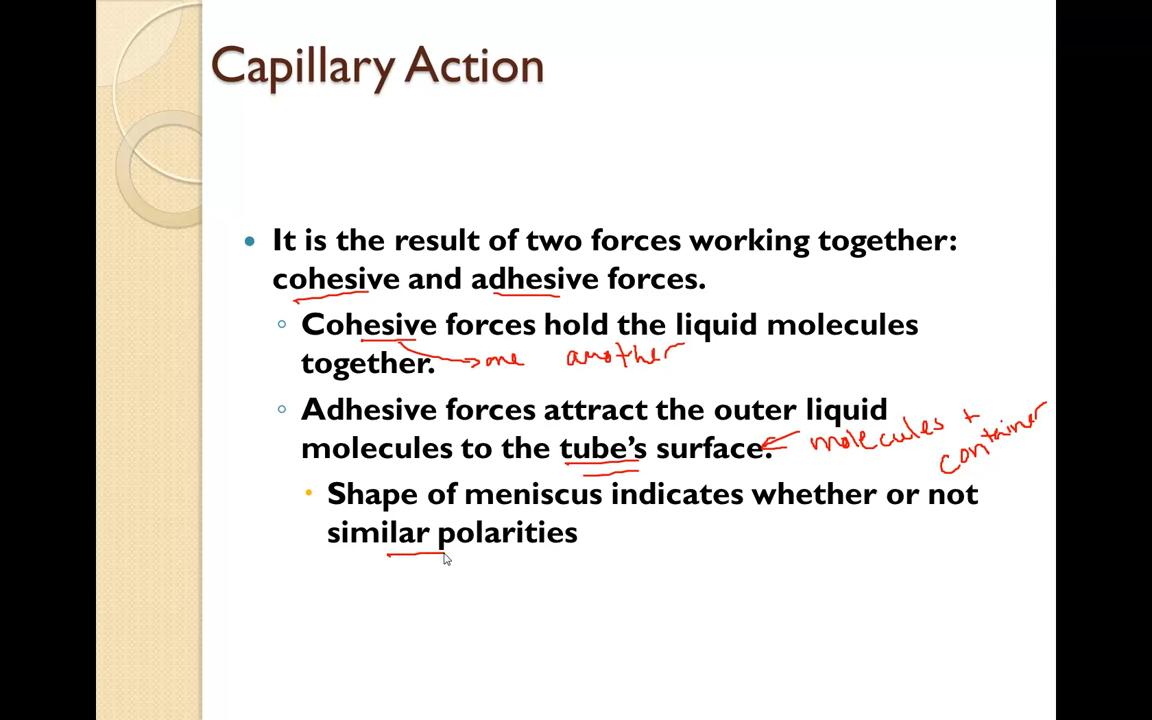 Capillary Action
• It is the result of two forces working together:
cohesive and adhesive forces.
◦ Cohesive forces hold the liquid molecules
together. → one another
◦ Adhesive forces attract the outer liquid
molecules to the tube's surface. ← molecules +
container
▪ Shape of meniscus indicates whether or not
similar polarities